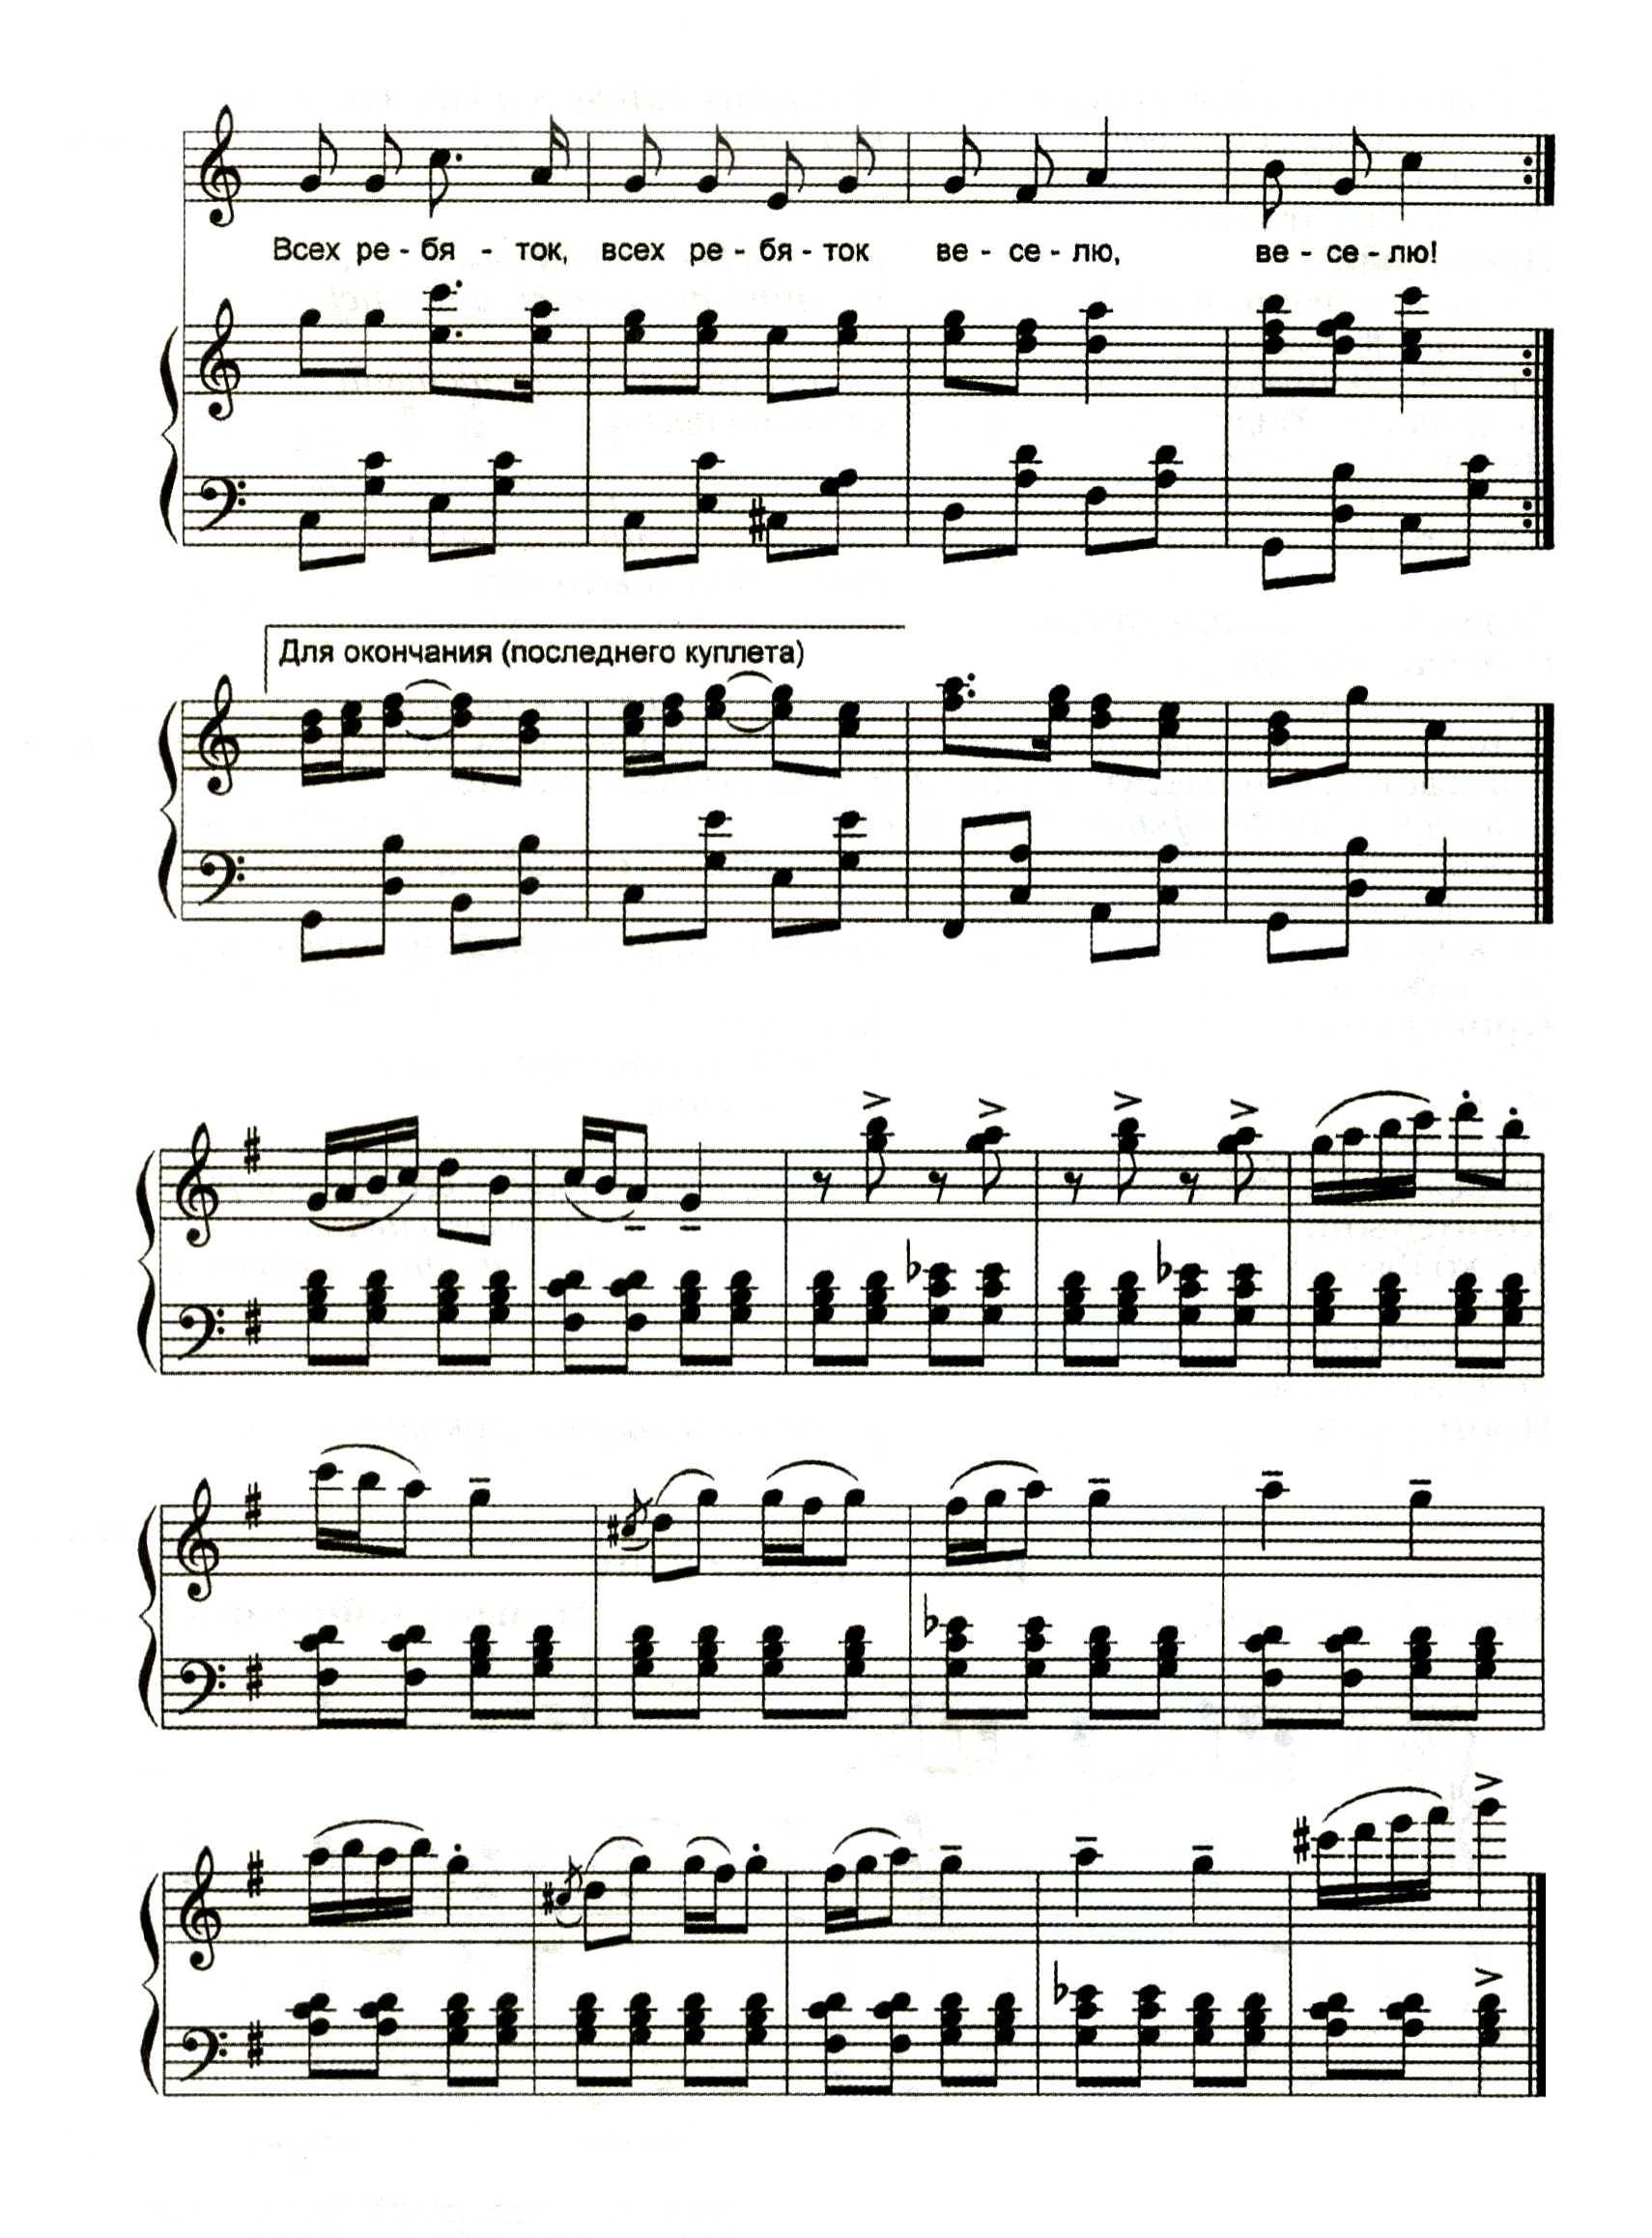 Всех ре - бя - ток, всех ре - бя - ток ве - се - лю, ве - се - лю!
Для окончания (последнего куплета)